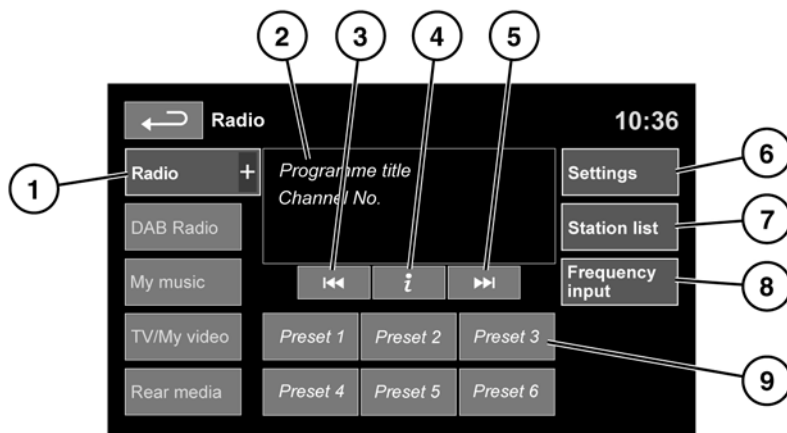 2
3
4
5
Radio
10:36
1
Radio +
Programme title
Channel No.
Settings
6
DAB Radio
Station list
7
My music
i
Frequency
input
8
TV/My video
Preset 1
Preset 2
Preset 3
9
Rear media
Preset 4
Preset 5
Preset 6